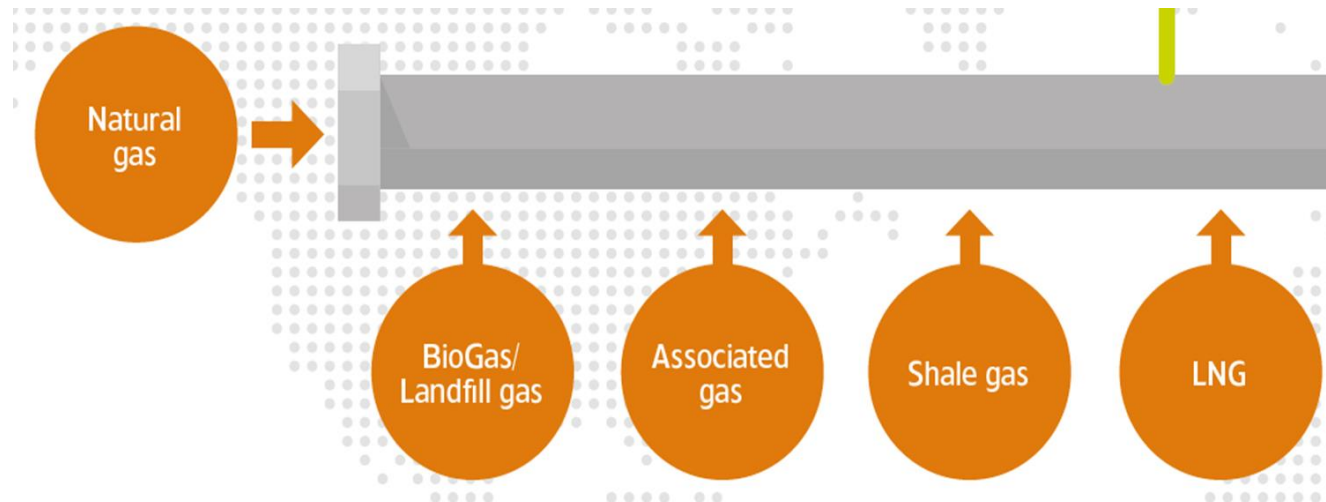 Natural
gas
BioGas/
Landfill gas
Associated
gas
Shale gas
LNG